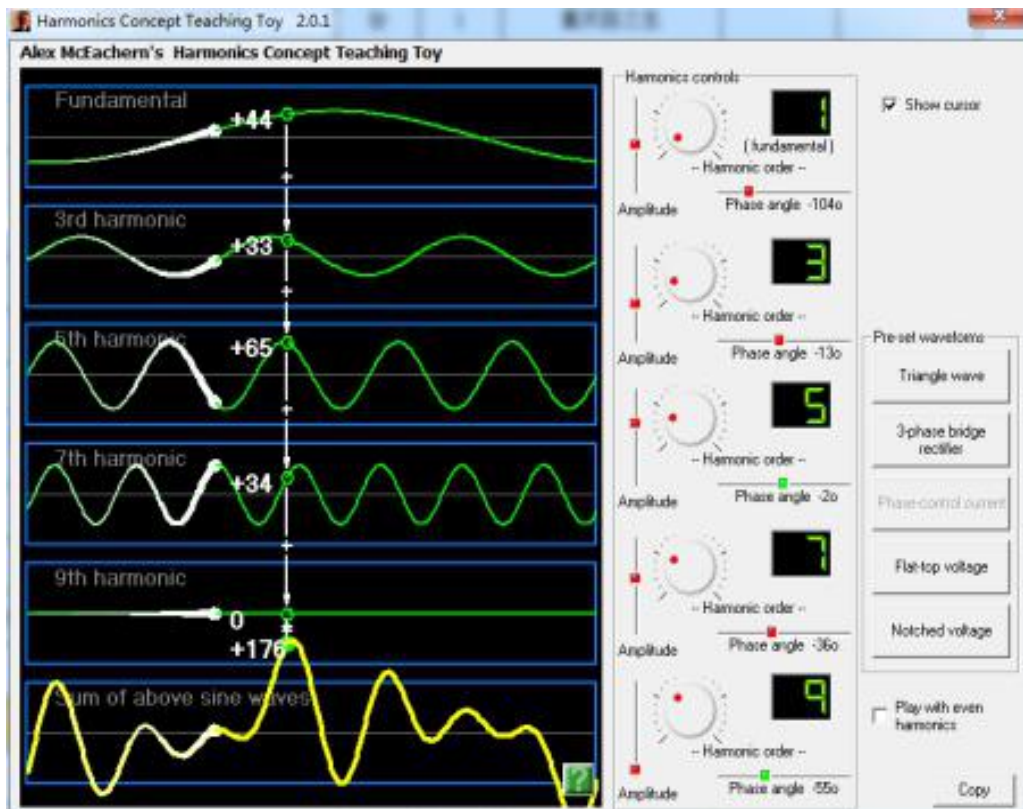 Harmonics Concept Teaching Toy 2.0.1
Alex McEachern's Harmonics Concept Teaching Toy
Fundamental
+44
3rd harmonic
+33
5th harmonic
+65
7th harmonic
+34
9th harmonic
0
+176
Sum of above sine waves
?
Harmonics controls
1
( fundamental )
-- Harmonic order --
Amplitude
Phase angle -104o
3
-- Harmonic order --
Amplitude
Phase angle -13o
5
-- Harmonic order --
Amplitude
Phase angle -2o
7
-- Harmonic order --
Amplitude
Phase angle -36o
9
-- Harmonic order --
Amplitude
Phase angle -55o
Show cursor
Pre-set waveforms
Triangle wave
3-phase bridge
rectifier
Phase-control current
Flat-top voltage
Notched voltage
Play with even
harmonics
Copy